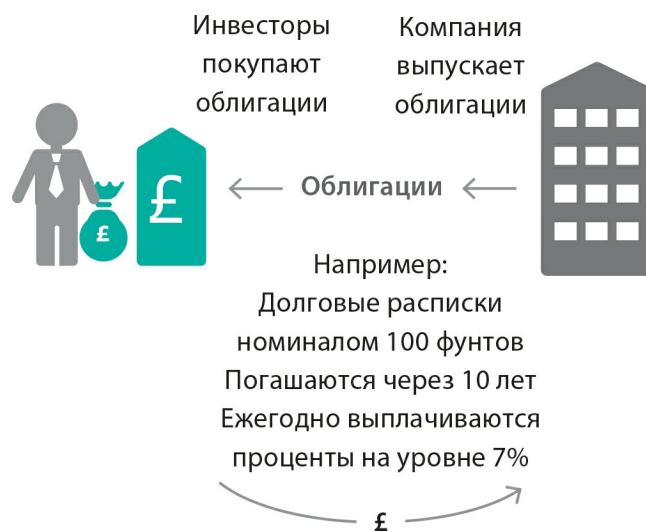 Инвесторы
покупают
облигации
Компания
выпускает
облигации
£
£
Облигации
Например:
Долговые расписки
номиналом 100 фунтов
Погашаются через 10 лет
Ежегодно выплачиваются
проценты на уровне 7%
£